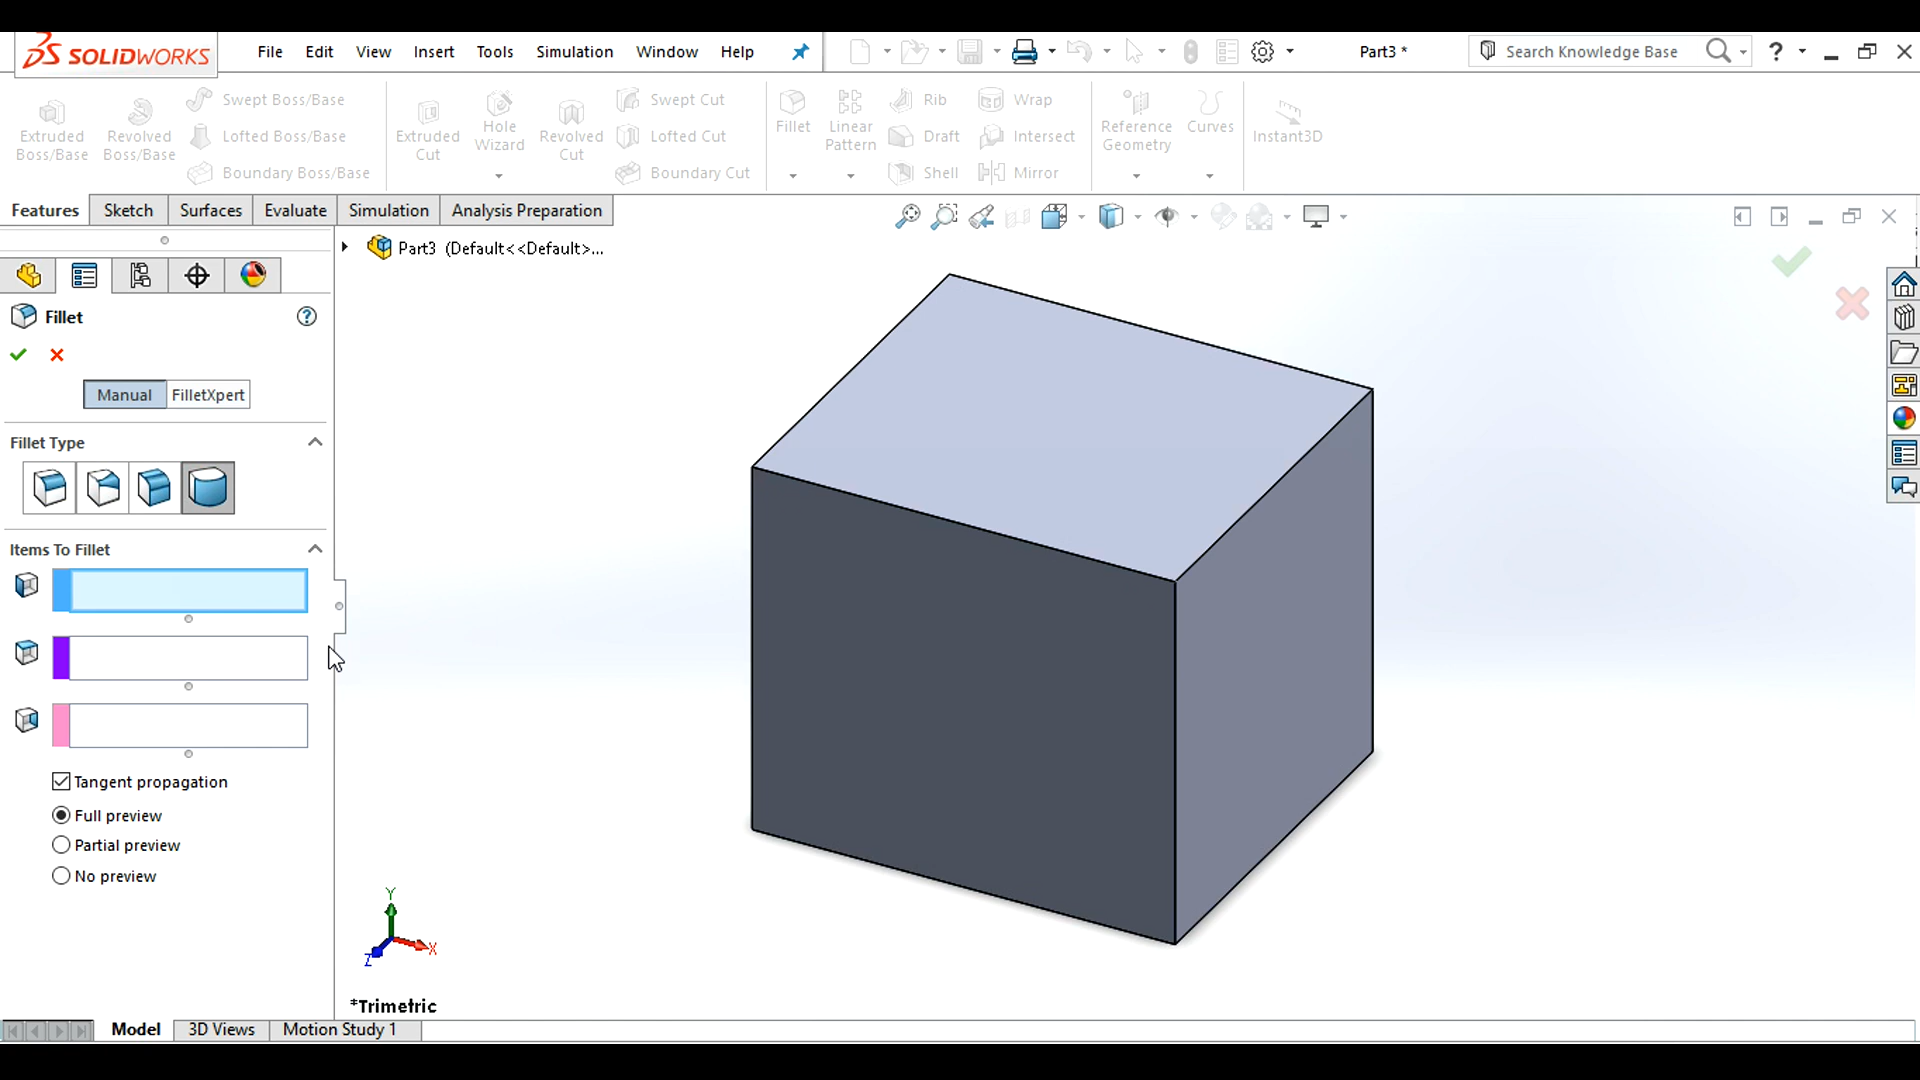 SOLIDWORKS File Edit View Insert Tools Simulation Window Help Part3 * Search Knowledge Base ?
Extruded Boss/Base
Revolved Boss/Base
Swept Boss/Base
Lofted Boss/Base
Boundary Boss/Base
Extruded Cut
Hole Wizard
Revolved Cut
Swept Cut
Lofted Cut
Boundary Cut
Fillet
Linear Pattern
Rib
Draft
Shell
Wrap
Intersect
Mirror
Reference Geometry
Curves
Instant3D
Features Sketch Surfaces Evaluate Simulation Analysis Preparation
Part3 (Default<<Default>...
Fillet ?
Manual FilletXpert
Fillet Type
Items To Fillet
Tangent propagation
Full preview
Partial preview
No preview
Y
X
Z
*Trimetric
Model 3D Views Motion Study 1